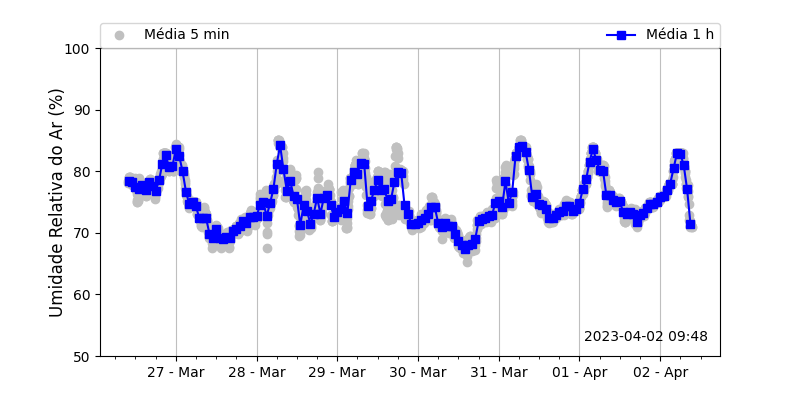 Média 5 min
Média 1 h
Umidade Relativa do Ar (%)
100
90
80
70
60
50
2023-04-02 09:48
27 - Mar
28 - Mar
29 - Mar
30 - Mar
31 - Mar
01 - Apr
02 - Apr